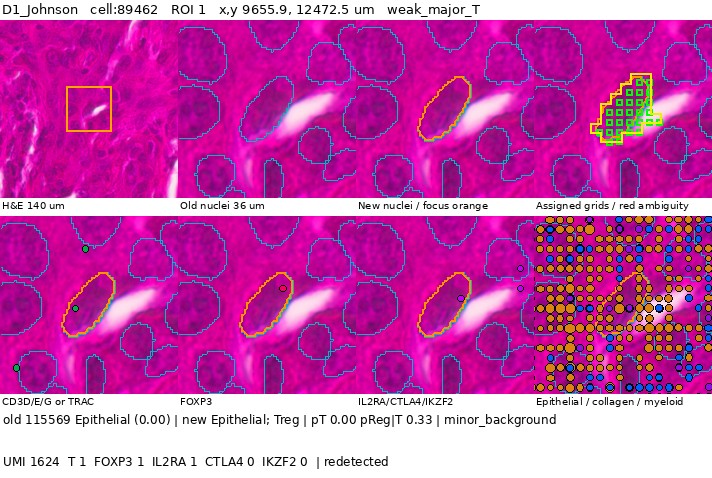 D1_Johnson cell:89462 ROI 1 x,y 9655.9, 12472.5 um weak_major_T
H&E 140 um
Old nuclei 36 um
New nuclei / focus orange
Assigned grids / red ambiguity
CD3D/E/G or TRAC
FOXP3
IL2RA/CTLA4/IKZF2
Epithelial / collagen / myeloid
old 115569 Epithelial (0.00) | new Epithelial; Treg | pT 0.00 pReg|T 0.33 | minor_background
UMI 1624 T 1 FOXP3 1 IL2RA 1 CTLA4 0 IKZF2 0 | redetected